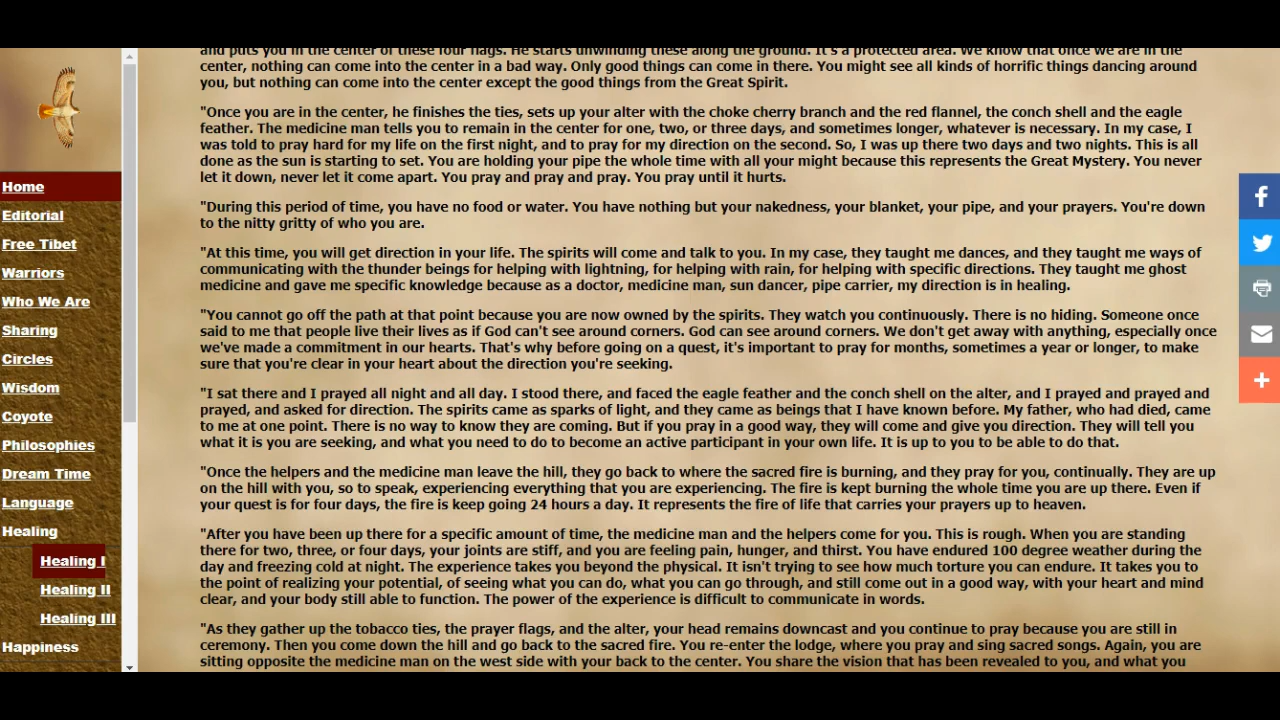 Home
Editorial
Free Tibet
Warriors
Who We Are
Sharing
Circles
Wisdom
Coyote
Philosophies
Dream Time
Language
Healing
Healing I
Healing II
Healing III
Happiness
and puts you in the center of these four flags. He starts unwinding these along the ground. It's a protected area. We know that once we are in the
center, nothing can come into the center in a bad way. Only good things can come in there. You might see all kinds of horrific things dancing around
you, but nothing can come into the center except the good things from the Great Spirit.
"Once you are in the center, he finishes the ties, sets up your alter with the choke cherry branch and the red flannel, the conch shell and the eagle
feather. The medicine man tells you to remain in the center for one, two, or three days, and sometimes longer, whatever is necessary. In my case, I
was told to pray hard for my life on the first night, and to pray for my direction on the second. So, I was up there two days and two nights. This is all
done as the sun is starting to set. You are holding your pipe the whole time with all your might because this represents the Great Mystery. You never
let it down, never let it come apart. You pray and pray and pray. You pray until it hurts.
"During this period of time, you have no food or water. You have nothing but your nakedness, your blanket, your pipe, and your prayers. You're down
to the nitty gritty of who you are.
"At this time, you will get direction in your life. The spirits will come and talk to you. In my case, they taught me dances, and they taught me ways of
communicating with the thunder beings for helping with lightning, for helping with rain, for helping with specific directions. They taught me ghost
medicine and gave me specific knowledge because as a doctor, medicine man, sun dancer, pipe carrier, my direction is in healing.
"You cannot go off the path at that point because you are now owned by the spirits. They watch you continuously. There is no hiding. Someone once
said to me that people live their lives as if God can't see around corners. God can see around corners. We don't get away with anything, especially once
we've made a commitment in our hearts. That's why before going on a quest, it's important to pray for months, sometimes a year or longer, to make
sure that you're clear in your heart about the direction you're seeking.
"I sat there and I prayed all night and all day. I stood there, and faced the eagle feather and the conch shell on the alter, and I prayed and prayed and
prayed, and asked for direction. The spirits came as sparks of light, and they came as beings that I have known before. My father, who had died, came
to me at one point. There is no way to know they are coming. But if you pray in a good way, they will come and give you direction. They will tell you
what it is you are seeking, and what you need to do to become an active participant in your own life. It is up to you to be able to do that.
"Once the helpers and the medicine man leave the hill, they go back to where the sacred fire is burning, and they pray for you, continually. They are up
on the hill with you, so to speak, experiencing everything that you are experiencing. The fire is kept burning the whole time you are up there. Even if
your quest is for four days, the fire is keep going 24 hours a day. It represents the fire of life that carries your prayers up to heaven.
"After you have been up there for a specific amount of time, the medicine man and the helpers come for you. This is rough. When you are standing
there for two, three, or four days, your joints are stiff, and you are feeling pain, hunger, and thirst. You have endured 100 degree weather during the
day and freezing cold at night. The experience takes you beyond the physical. It isn't trying to see how much torture you can endure. It takes you to
the point of realizing your potential, of seeing what you can do, what you can go through, and still come out in a good way, with your heart and mind
clear, and your body still able to function. The power of the experience is difficult to communicate in words.
"As they gather up the tobacco ties, the prayer flags, and the alter, your head remains downcast and you continue to pray because you are still in
ceremony. Then you come down the hill and go back to the sacred fire. You re-enter the lodge, where you pray and sing sacred songs. Again, you are
sitting opposite the medicine man on the west side with your back to the center. You share the vision that has been revealed to you, and what you